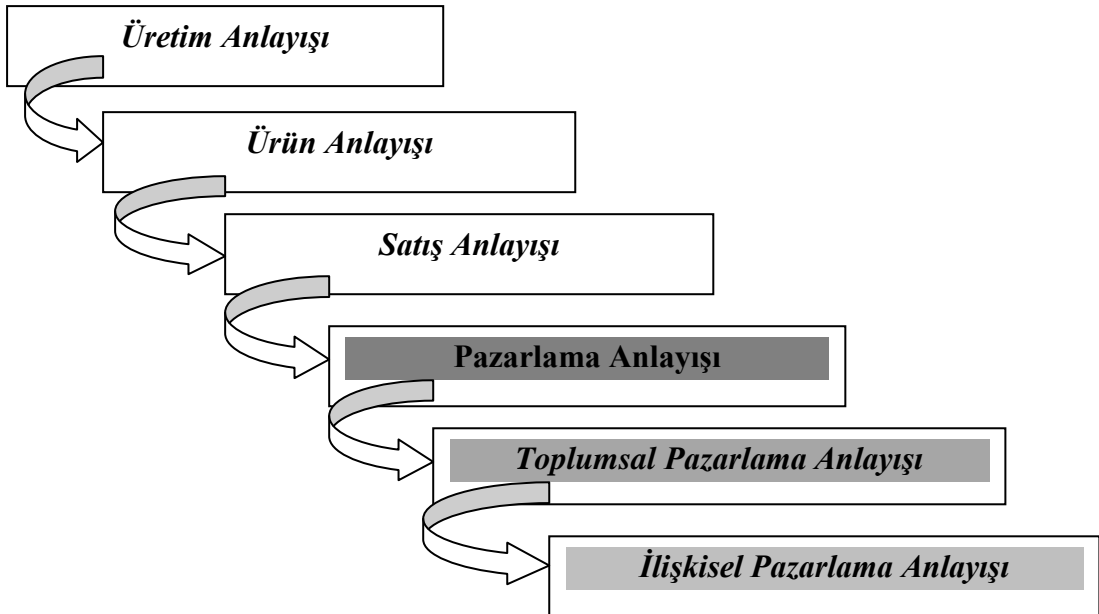 Üretim Anlayışı
Ürün Anlayışı
Satış Anlayışı
Pazarlama Anlayışı
Toplumsal Pazarlama Anlayışı
İlişkisel Pazarlama Anlayışı